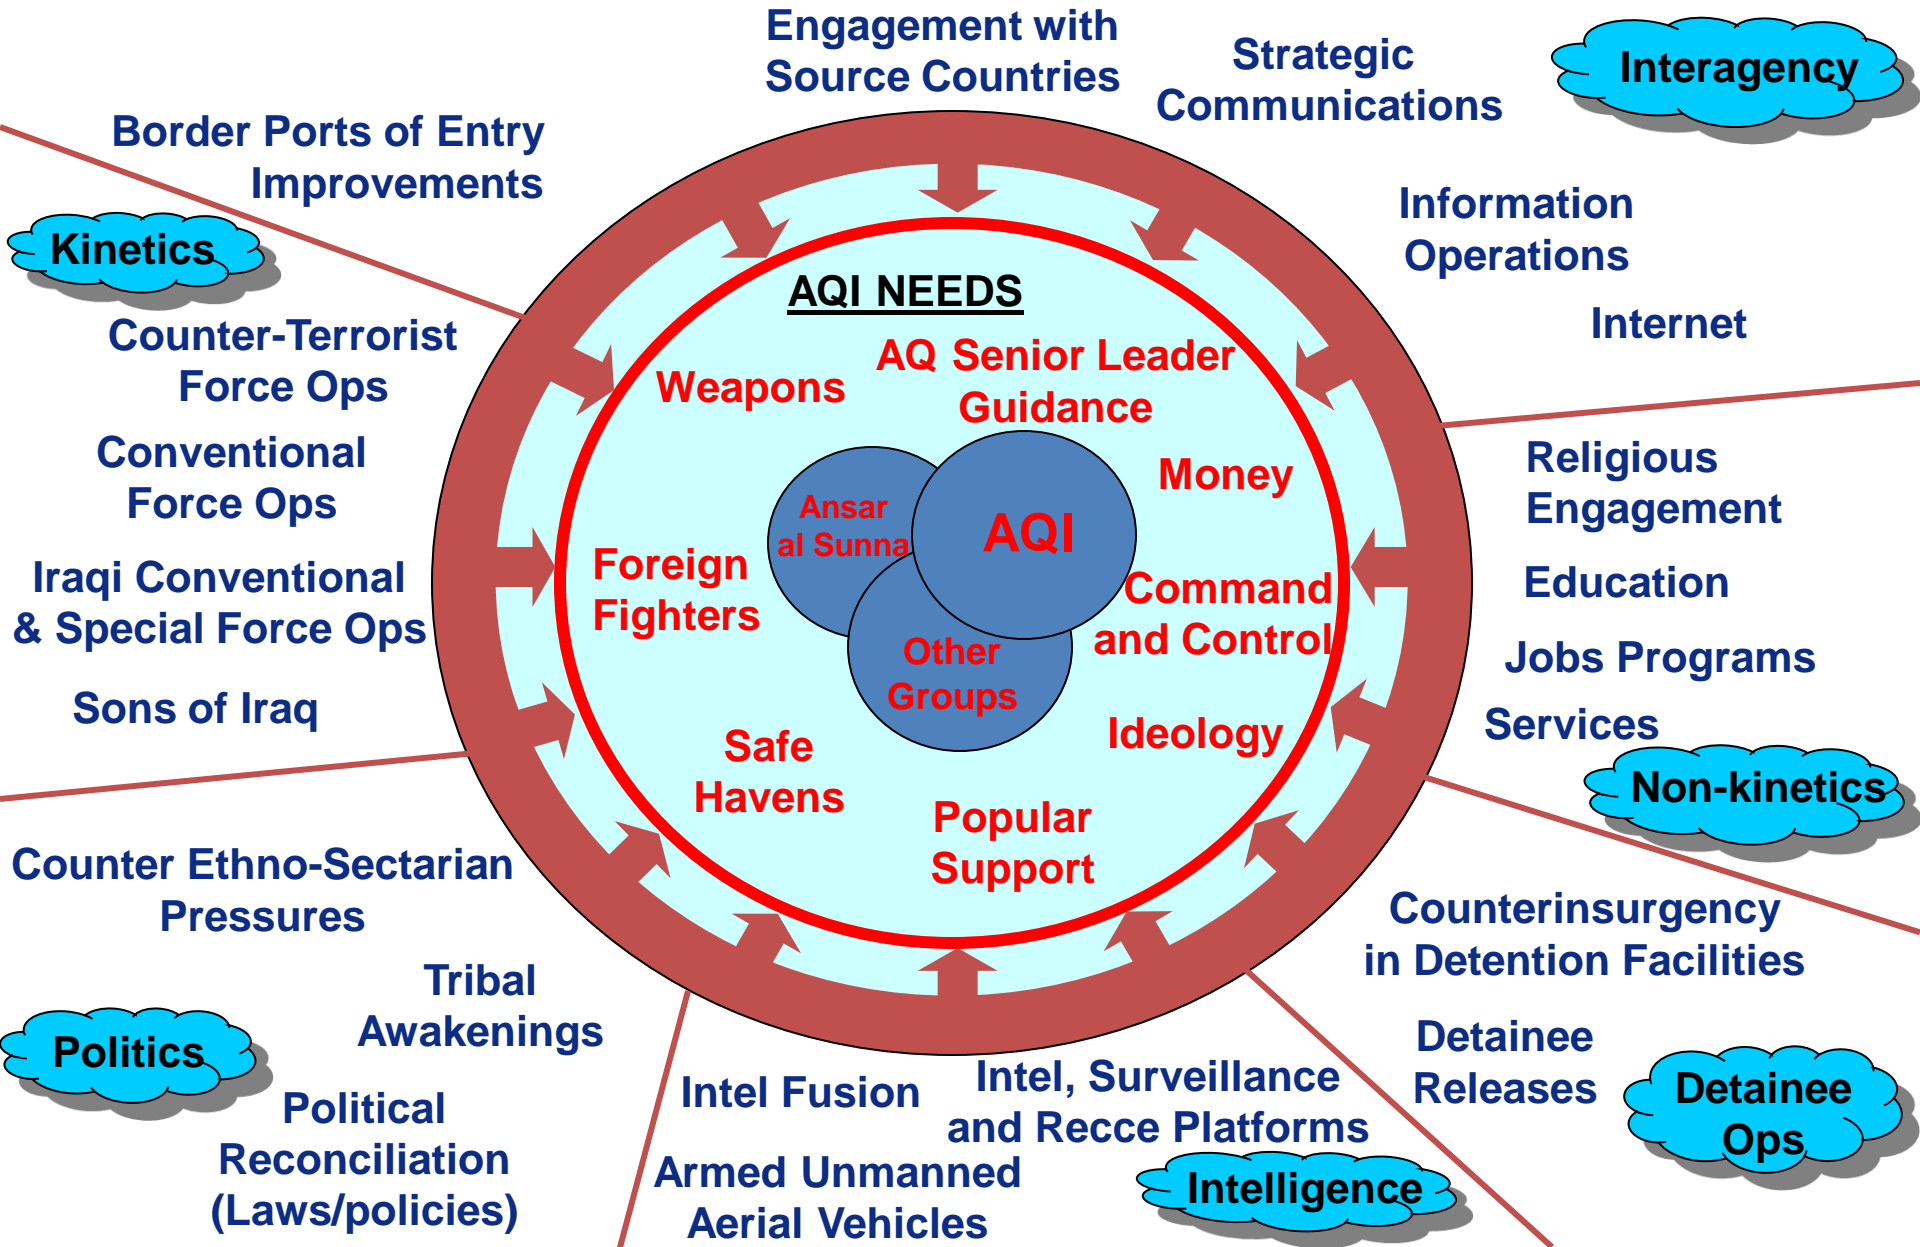 Engagement with
Source Countries
Strategic
Communications
Interagency
Border Ports of Entry
Improvements
Information
Operations
Internet
Kinetics
Counter-Terrorist
Force Ops
Conventional
Force Ops
Iraqi Conventional
& Special Force Ops
Sons of Iraq
AQI NEEDS
AQ Senior Leader
Guidance
Weapons
Money
Ansar
al Sunna
AQI
Foreign
Fighters
Command
and Control
Other
Groups
Ideology
Safe
Havens
Popular
Support
Religious
Engagement
Education
Jobs Programs
Services
Non-kinetics
Counter Ethno-Sectarian
Pressures
Tribal
Awakenings
Politics
Political
Reconciliation
(Laws/policies)
Intel Fusion
Intel, Surveillance
and Recce Platforms
Armed Unmanned
Aerial Vehicles
Intelligence
Counterinsurgency
in Detention Facilities
Detainee
Releases
Detainee
Ops